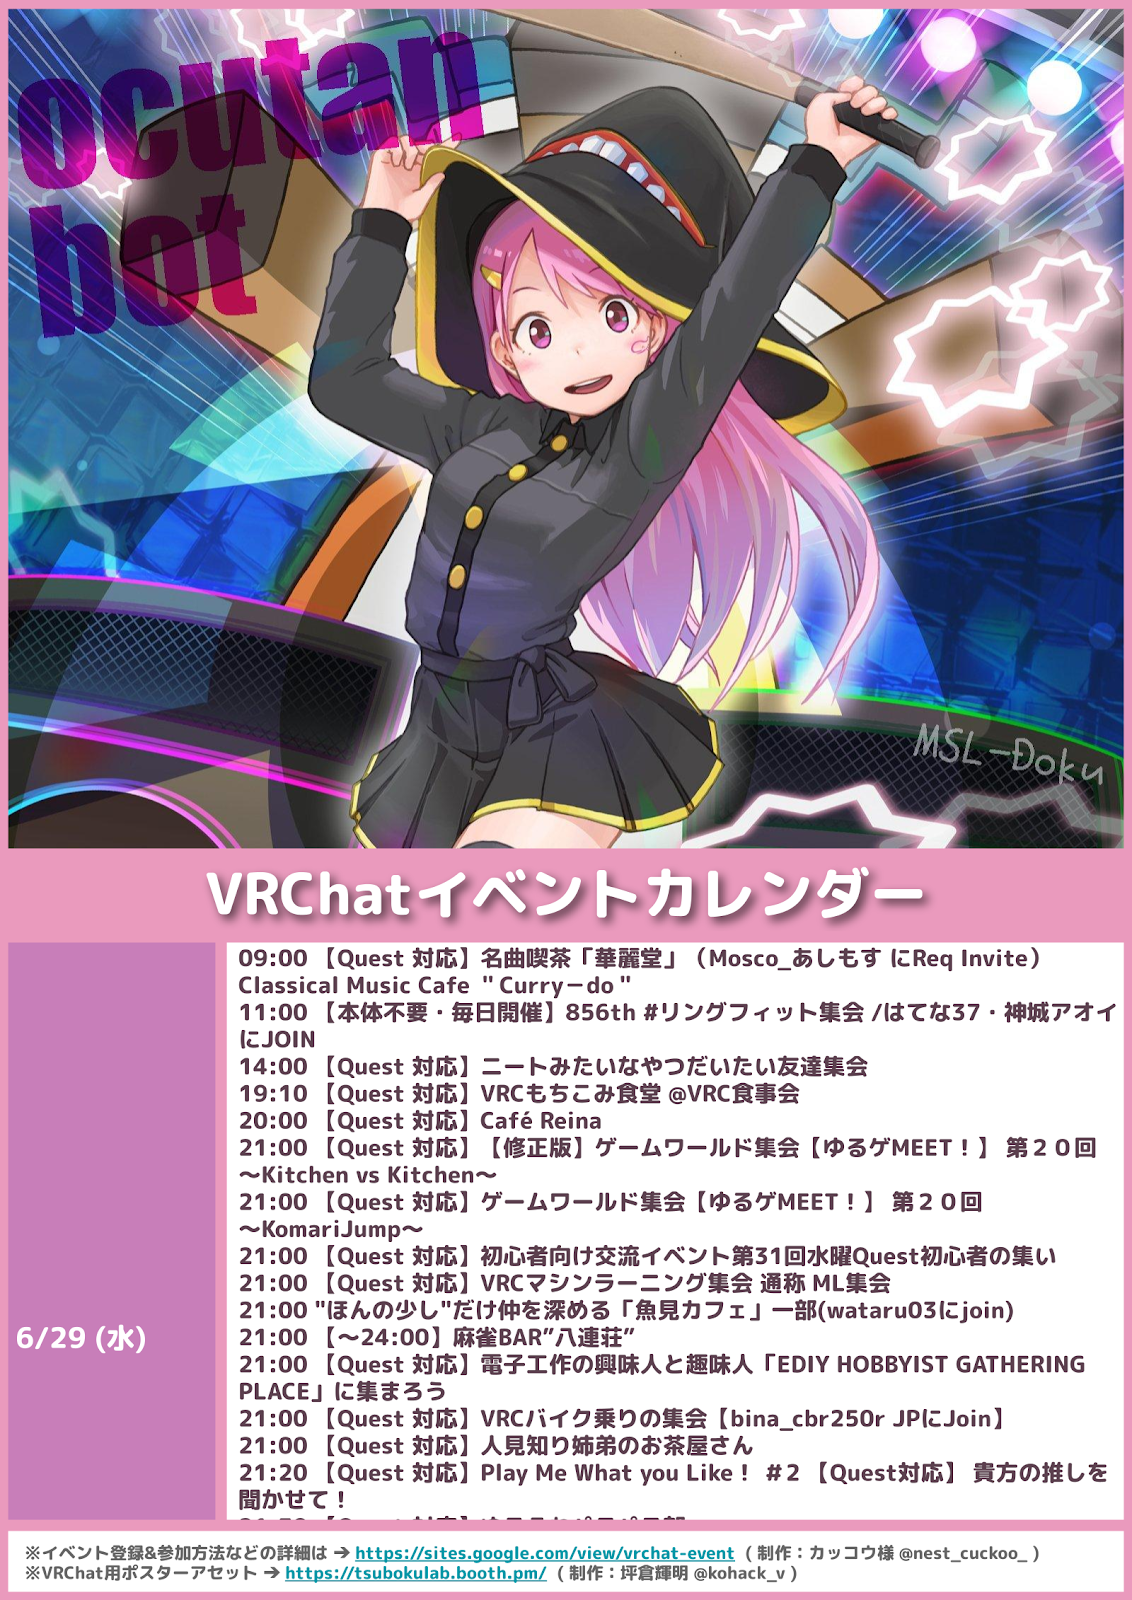 ocutan
bot
MSL-Doku
VRChatイベントカレンダー
6/29 (水)
09:00 【Quest 対応】名曲喫茶「華麗堂」（Mosco_あしもす にReq Invite）
Classical Music Cafe ＂Curry－do＂
11:00 【本体不要・毎日開催】856th #リングフィット集会 /はてな37・神城アオイ
にJOIN
14:00 【Quest 対応】ニートみたいなやつだいたい友達集会
19:10 【Quest 対応】VRCもちこみ食堂 @VRC食事会
20:00 【Quest 対応】Café Reina
21:00 【Quest 対応】【修正版】ゲームワールド集会【ゆるゲMEET！】 第２０回
～Kitchen vs Kitchen～
21:00 【Quest 対応】ゲームワールド集会【ゆるゲMEET！】 第２０回
～KomariJump～
21:00 【Quest 対応】初心者向け交流イベント第31回水曜Quest初心者の集い
21:00 【Quest 対応】VRCマシンラーニング集会 通称 ML集会
21:00 "ほんの少し"だけ仲を深める「魚見カフェ」一部(wataru03にjoin)
21:00 【～24:00】麻雀BAR”八連荘”
21:00 【Quest 対応】電子工作の興味人と趣味人「EDIY HOBBYIST GATHERING
PLACE」に集まろう
21:00 【Quest 対応】VRCバイク乗りの集会【bina_cbr250r JPにJoin】
21:00 【Quest 対応】人見知り姉弟のお茶屋さん
21:20 【Quest 対応】Play Me What you Like！ ＃2 【Quest対応】 貴方の推しを
聞かせて！
※イベント登録&参加方法などの詳細は ➔ https://sites.google.com/view/vrchat-event （ 制作：カッコウ様 @nest_cuckoo_ ）
※VRChat用ポスターアセット ➔ https://tsubokulab.booth.pm/ （ 制作：坪倉輝明 @kohack_v ）